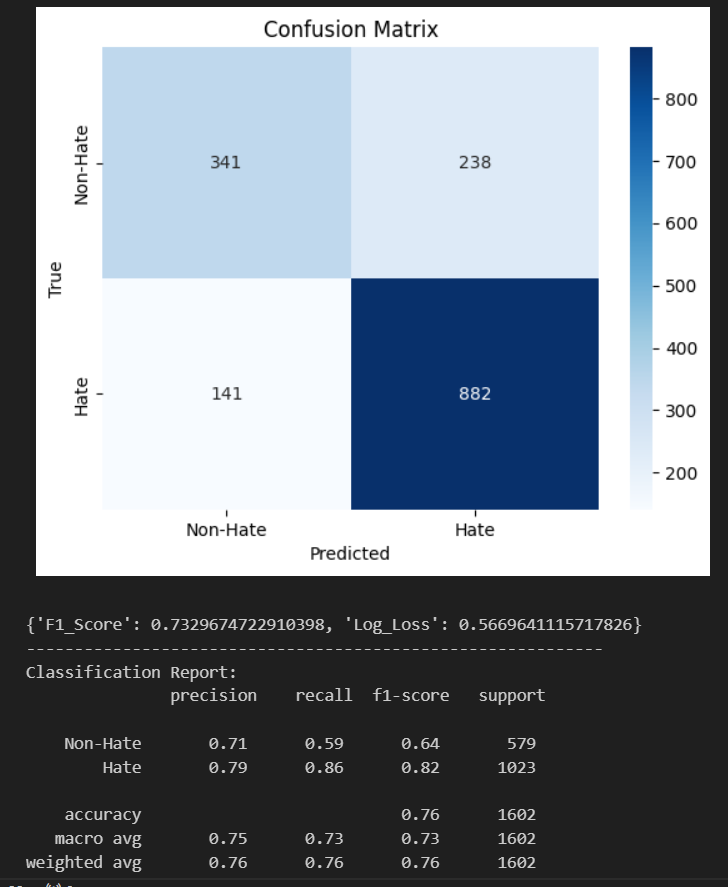 Confusion Matrix
Non-Hate
341
238
True
Hate
141
882
Non-Hate
Hate
Predicted
800
700
600
500
400
300
200
{'F1_Score': 0.7329674722910398, 'Log_Loss': 0.5669641115717826}
------------------------------------------------------------
Classification Report:
precision recall f1-score support
Non-Hate 0.71 0.59 0.64 579
Hate 0.79 0.86 0.82 1023
accuracy 0.76 1602
macro avg 0.75 0.73 0.73 1602
weighted avg 0.76 0.76 0.76 1602